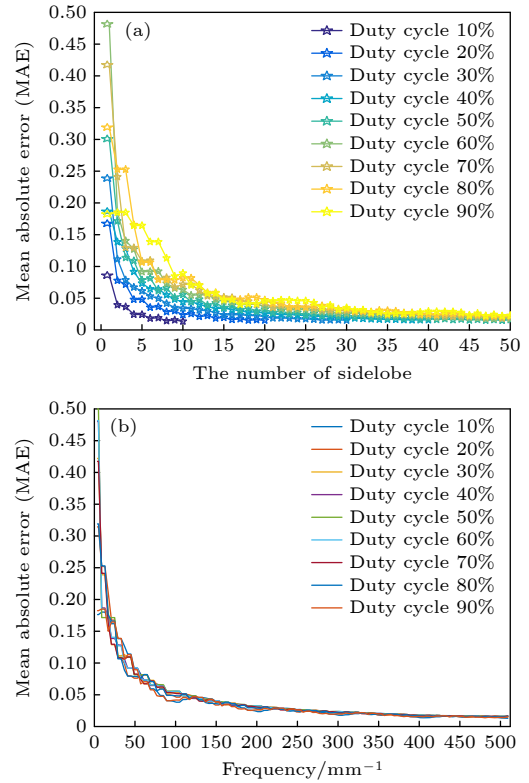 (a)
Duty cycle 10%
Duty cycle 20%
Duty cycle 30%
Duty cycle 40%
Duty cycle 50%
Duty cycle 60%
Duty cycle 70%
Duty cycle 80%
Duty cycle 90%
Mean absolute error (MAE)
0.50
0.45
0.40
0.35
0.30
0.25
0.20
0.15
0.10
0.05
0
0 5 10 15 20 25 30 35 40 45 50
The number of sidelobe
(b)
Duty cycle 10%
Duty cycle 20%
Duty cycle 30%
Duty cycle 40%
Duty cycle 50%
Duty cycle 60%
Duty cycle 70%
Duty cycle 80%
Duty cycle 90%
Mean absolute error (MAE)
0.50
0.45
0.40
0.35
0.30
0.25
0.20
0.15
0.10
0.05
0
0 50 100 150 200 250 300 350 400 450 500
Frequency/mm⁻¹